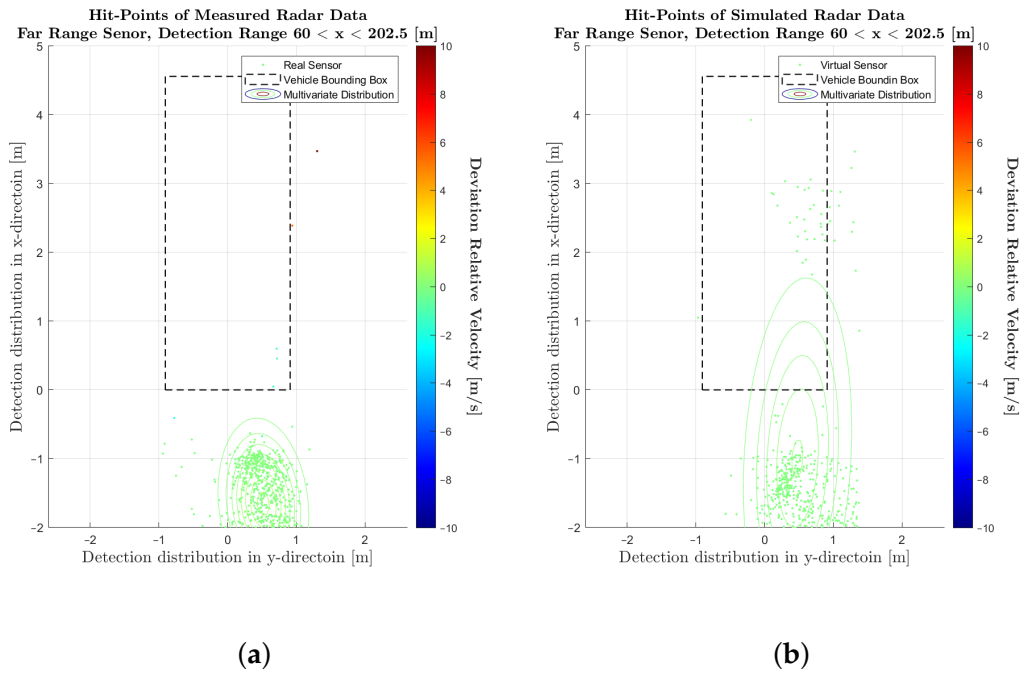 Hit-Points of Measured Radar Data
Far Range Senor, Detection Range 60 < x < 202.5 [m]
Real Sensor
Vehicle Bounding Box
Multivariate Distribution
5
4
3
2
1
0
−1
−2
Detection distribution in x-directoin [m]
−2
−1
0
1
2
Detection distribution in y-directoin [m]
10
8
6
4
2
0
−2
−4
−6
−8
−10
Deviation Relative Velocity [m/s]
(a)
Hit-Points of Simulated Radar Data
Far Range Senor, Detection Range 60 < x < 202.5 [m]
Virtual Sensor
Vehicle Boundin Box
Multivariate Distribution
5
4
3
2
1
0
−1
−2
Detection distribution in x-directoin [m]
−2
−1
0
1
2
Detection distribution in y-directoin [m]
10
8
6
4
2
0
−2
−4
−6
−8
−10
Deviation Relative Velocity [m/s]
(b)